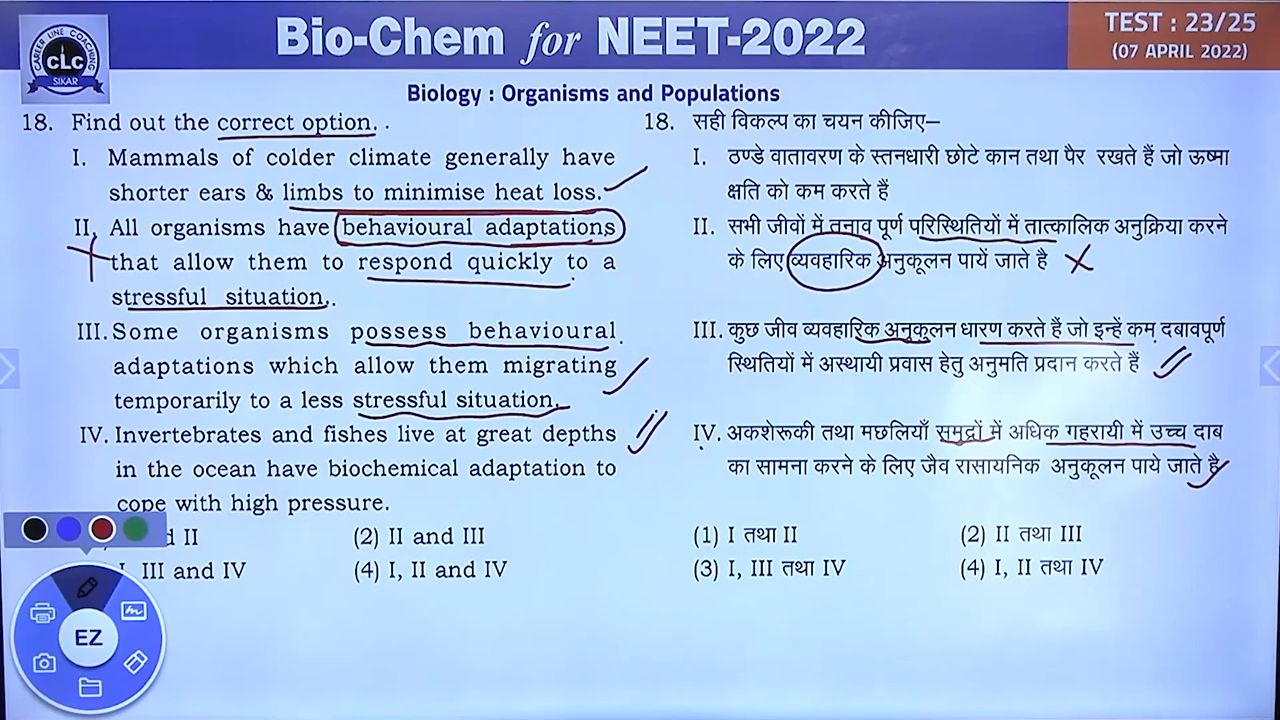 CAREER LINE COACHING
CLC
SIKAR
Bio-Chem for NEET-2022
TEST : 23/25
(07 APRIL 2022)
Biology : Organisms and Populations
18. Find out the correct option. .
I. Mammals of colder climate generally have
shorter ears & limbs to minimise heat loss.
II. All organisms have behavioural adaptations
that allow them to respond quickly to a
stressful situation,.
III. Some organisms possess behavioural
adaptations which allow them migrating
temporarily to a less stressful situation.
IV. Invertebrates and fishes live at great depths
in the ocean have biochemical adaptation to
cope with high pressure.
d II
(2) II and III
I, III and IV
(4) I, II and IV
18. सही विकल्प का चयन कीजिए–
I. ठण्डे वातावरण के स्तनधारी छोटे कान तथा पैर रखते हैं जो ऊष्मा
क्षति को कम करते हैं
II. सभी जीवों में तनाव पूर्ण परिस्थितियों में तात्कालिक अनुक्रिया करने
के लिए व्यवहारिक अनुकूलन पायें जाते है
III. कुछ जीव व्यवहारिक अनुकूलन धारण करते हैं जो इन्हें कम दबावपूर्ण
स्थितियों में अस्थायी प्रवास हेतु अनुमति प्रदान करते हैं
IV. अकशेरूकी तथा मछलियाँ समुद्रों में अधिक गहरायी में उच्च दाब
का सामना करने के लिए जैव रासायनिक अनुकूलन पाये जाते है
(1) I तथा II
(2) II तथा III
(3) I, III तथा IV
(4) I, II तथा IV
EZ